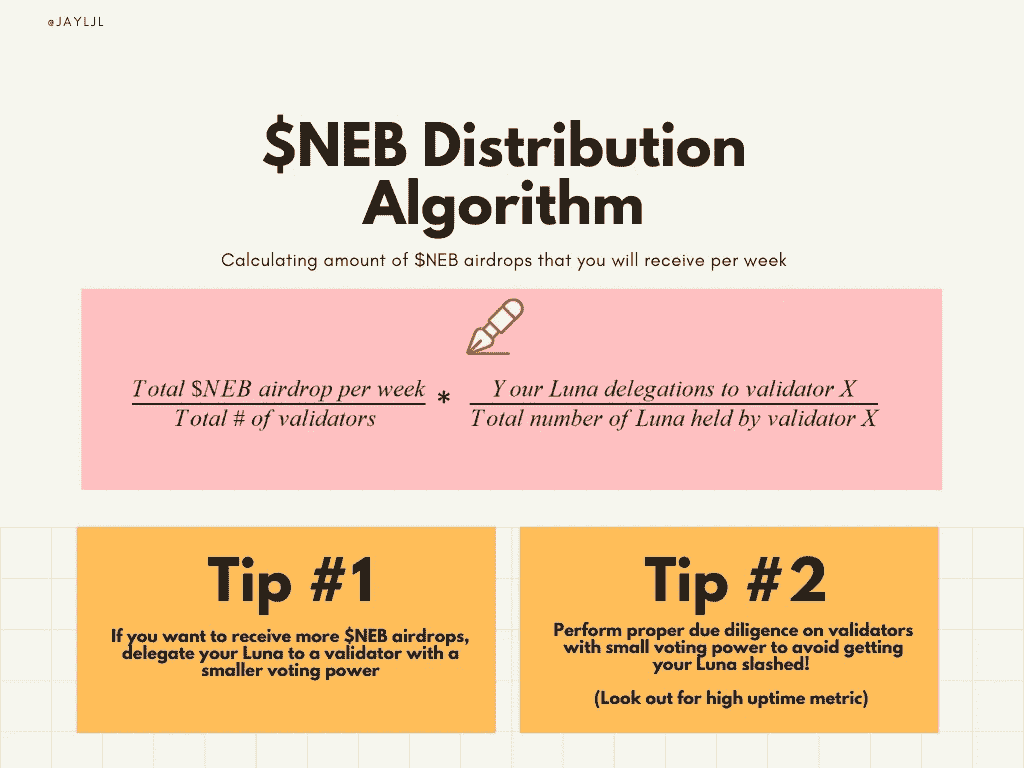 @JAYLJL
$NEB Distribution
Algorithm
Calculating amount of $NEB airdrops that you will receive per week
Total $NEB airdrop per week
Total # of validators
*
Your Luna delegations to validator X
Total number of Luna held by validator X
Tip #1
If you want to receive more $NEB airdrops,
delegate your Luna to a validator with a
smaller voting power
Tip #2
Perform proper due diligence on validators
with small voting power to avoid getting
your Luna slashed!
(Look out for high uptime metric)